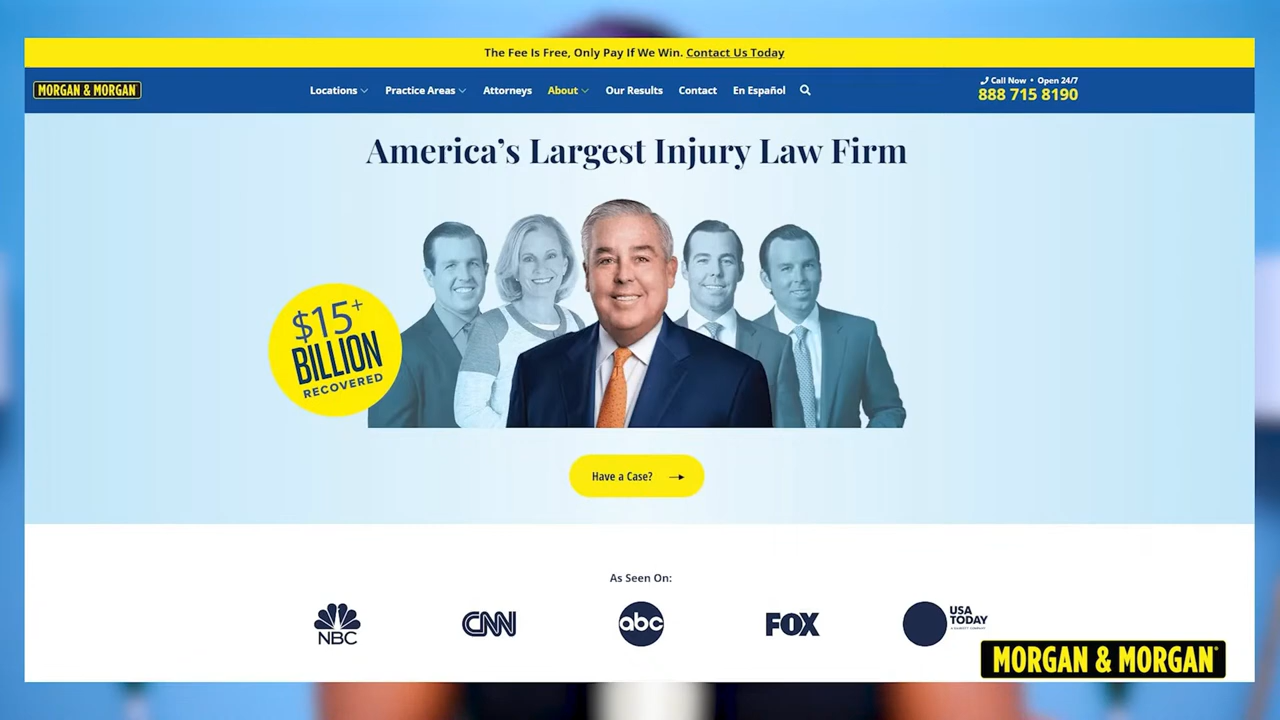 The Fee Is Free, Only Pay If We Win. Contact Us Today
MORGAN & MORGAN
Locations
Practice Areas
Attorneys
About
Our Results
Contact
En Español
Call Now • Open 24/7
888 715 8190
America's Largest Injury Law Firm
$15+
BILLION
RECOVERED
Have a Case?
As Seen On:
NBC
CNN
abc
FOX
USA
TODAY
MORGAN & MORGAN®